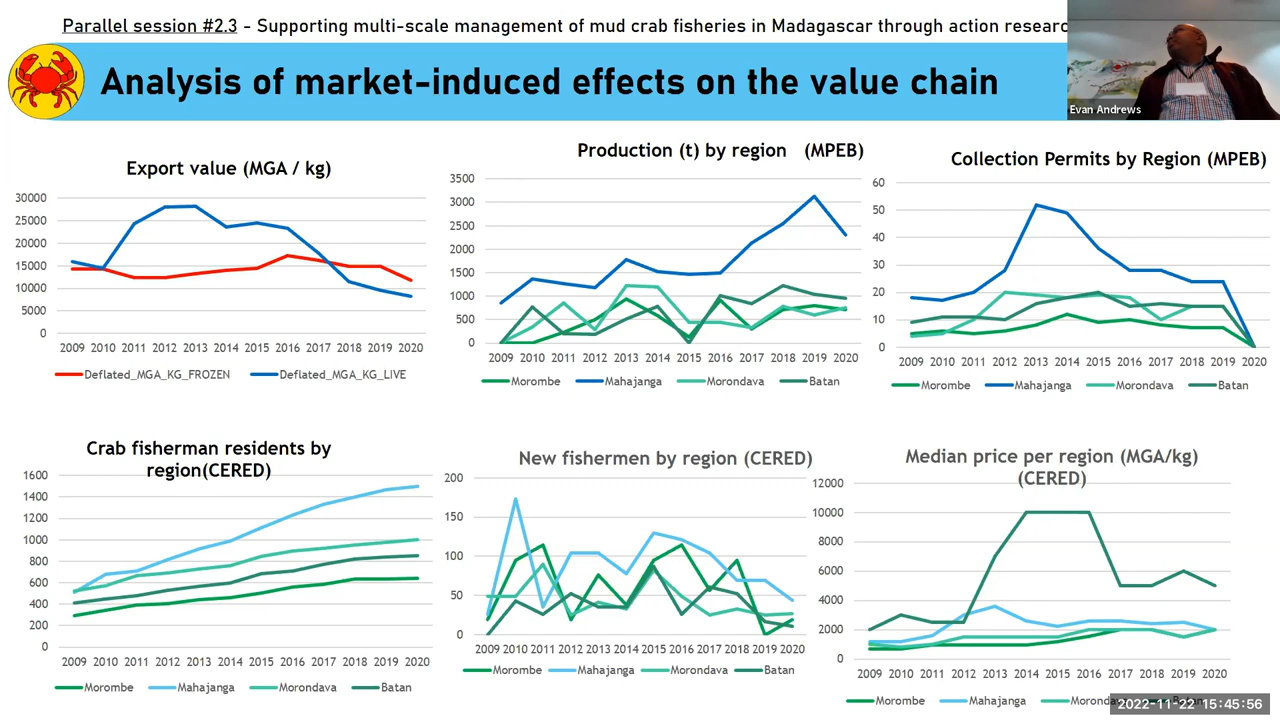 Parallel session #2.3 - Supporting multi-scale management of mud crab fisheries in Madagascar through action researc
Analysis of market-induced effects on the value chain
Evan Andrews
Export value (MGA / kg)
30000
25000
20000
15000
10000
5000
0
2009 2010 2011 2012 2013 2014 2015 2016 2017 2018 2019 2020
Deflated_MGA_KG_FROZEN Deflated_MGA_KG_LIVE
Production (t) by region (MPEB)
3500
3000
2500
2000
1500
1000
500
0
2009 2010 2011 2012 2013 2014 2015 2016 2017 2018 2019 2020
Morombe Mahajanga Morondava Batan
Collection Permits by Region (MPEB)
60
50
40
30
20
10
0
2009 2010 2011 2012 2013 2014 2015 2016 2017 2018 2019 2020
Morombe Mahajanga Morondava Batan
Crab fisherman residents by
region(CERED)
1600
1400
1200
1000
800
600
400
200
0
2009 2010 2011 2012 2013 2014 2015 2016 2017 2018 2019 2020
Morombe Mahajanga Morondava Batan
New fishermen by region (CERED)
200
150
100
50
0
2009 2010 2011 2012 2013 2014 2015 2016 2017 2018 2019 2020
Morombe Mahajanga Morondava Batan
Median price per region (MGA/kg)
(CERED)
12000
10000
8000
6000
4000
2000
0
2009 2010 2011 2012 2013 2014 2015 2016 2017 2018 2019 2020
Morombe Mahajanga Morondava Batan
2022-11-22 15:45:56